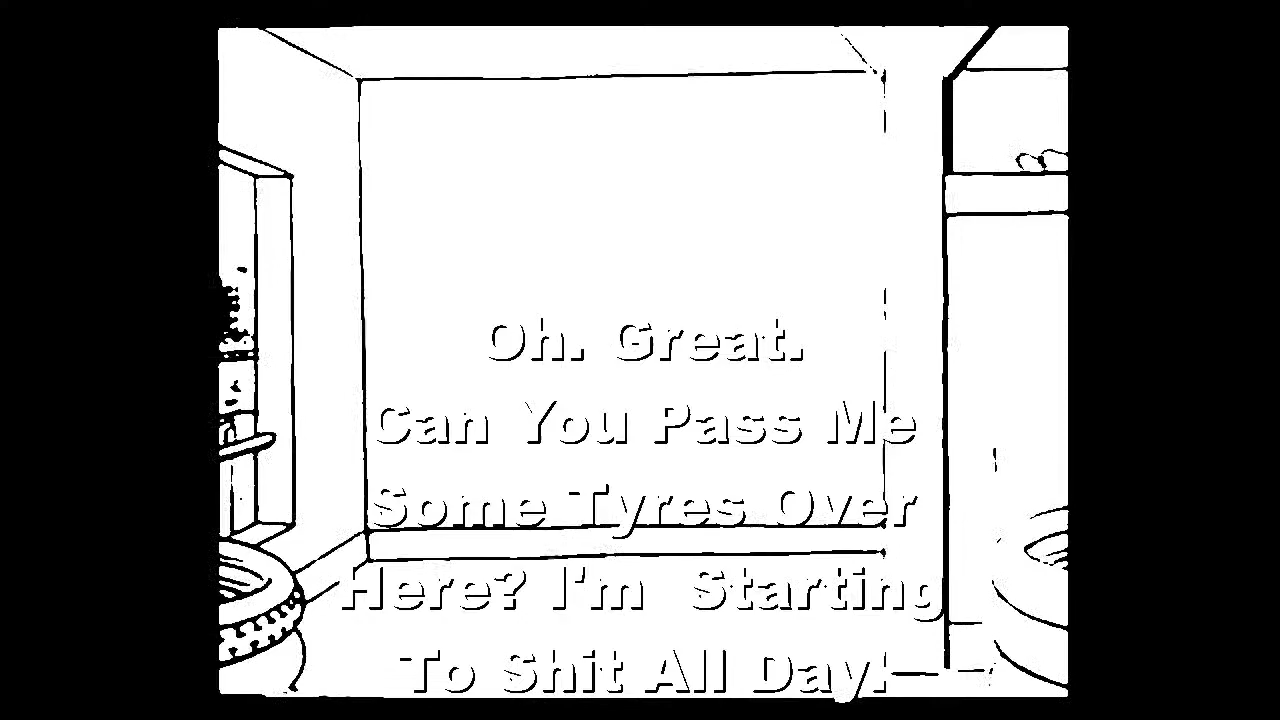 Oh. Great.
Can You Pass Me
Some Tyres Over
Here? I'm Starting
To Shit All Day!